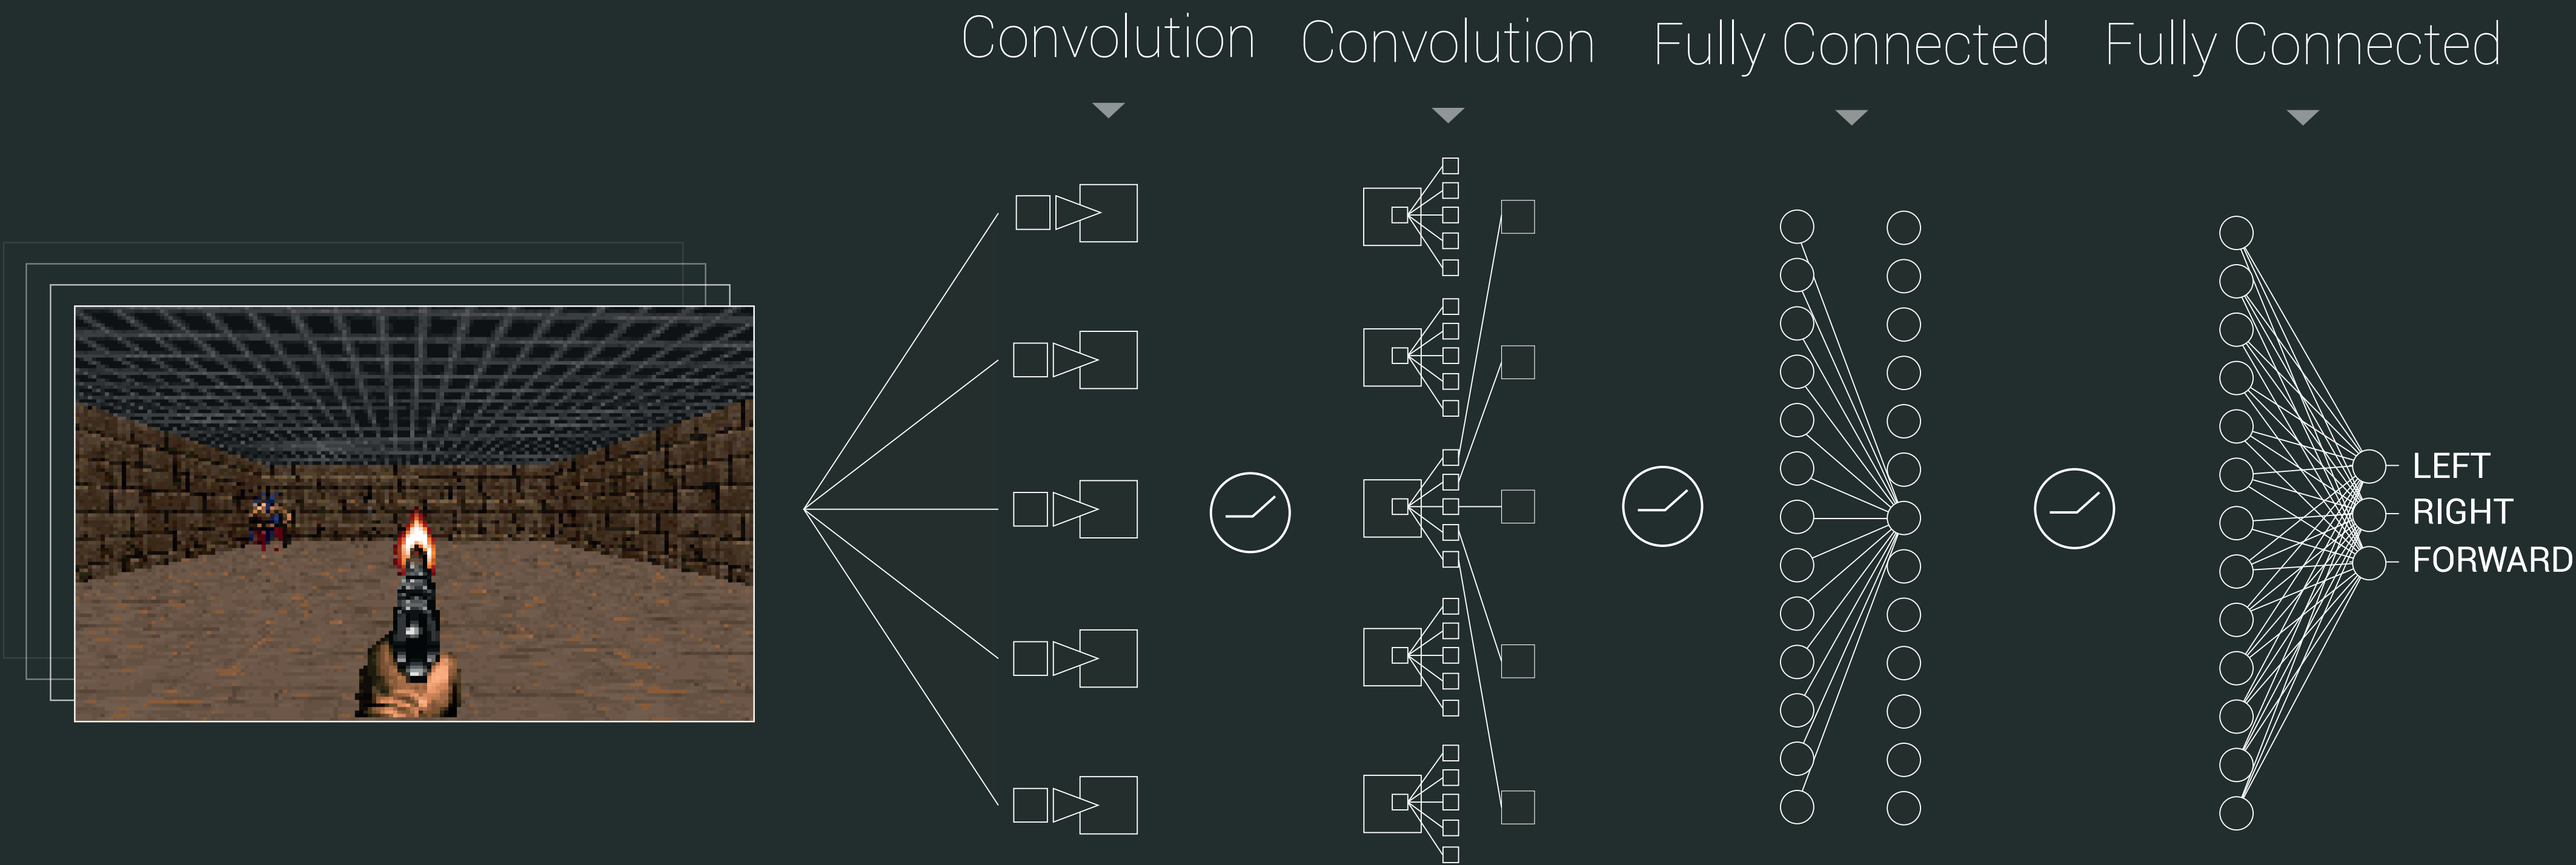 Convolution
Convolution
Fully Connected
Fully Connected
LEFT
RIGHT
FORWARD